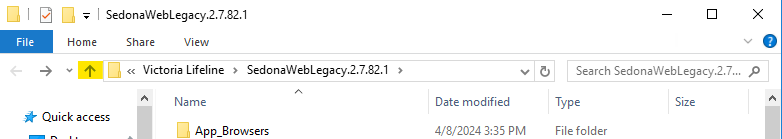 SedonaWebLegacy.2.7.82.1
File Home Share View
« Victoria Lifeline > SedonaWebLegacy.2.7.82.1 > Search SedonaWebLegacy.2.7...
Quick access Name Date modified Type Size
App_Browsers 4/8/2024 3:35 PM File folder